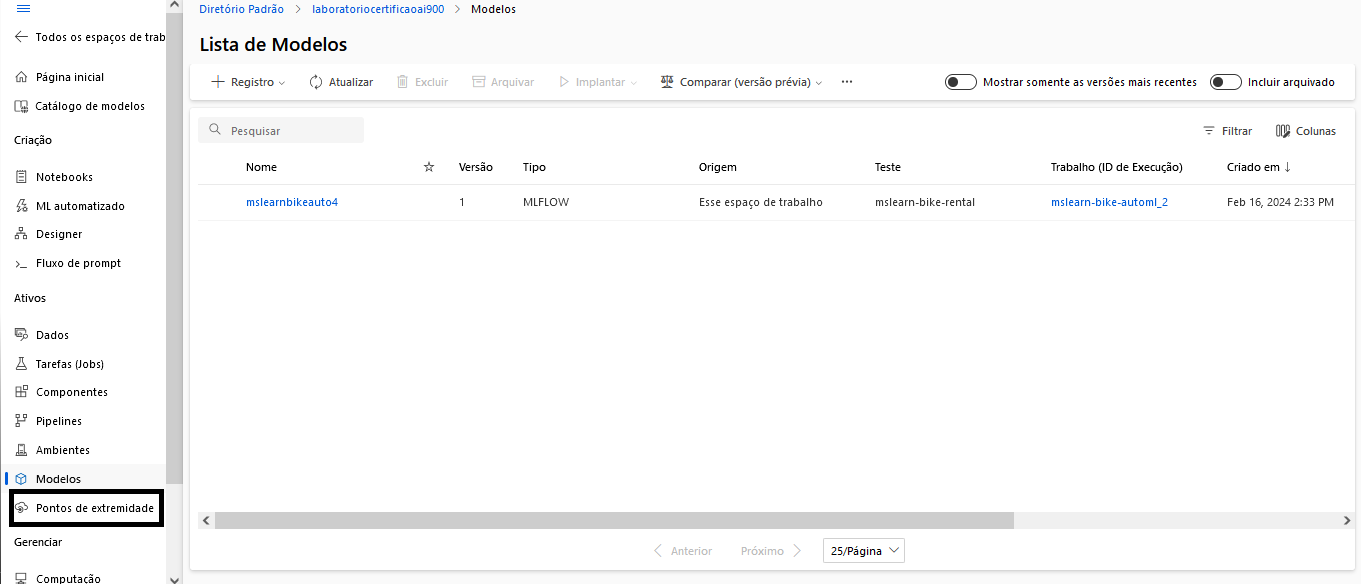 Diretório Padrão > laboratoriocertificaoai900 > Modelos
Todos os espaços de trab
Lista de Modelos
Página inicial
Catálogo de modelos
Criação
Notebooks
ML automatizado
Designer
Fluxo de prompt
Ativos
Dados
Tarefas (Jobs)
Componentes
Pipelines
Ambientes
Modelos
Pontos de extremidade
Gerenciar
Computação
Registro Atualizar Excluir Arquivar Implantar Comparar (versão prévia) ... Mostrar somente as versões mais recentes Incluir arquivado
Pesquisar Filtrar Colunas
Nome Versão Tipo Origem Teste Trabalho (ID de Execução) Criado em ↓
mslearnbikeauto4 1 MLFLOW Esse espaço de trabalho mslearn-bike-rental mslearn-bike-automl_2 Feb 16, 2024 2:33 PM
< Anterior Próximo > 25/Página